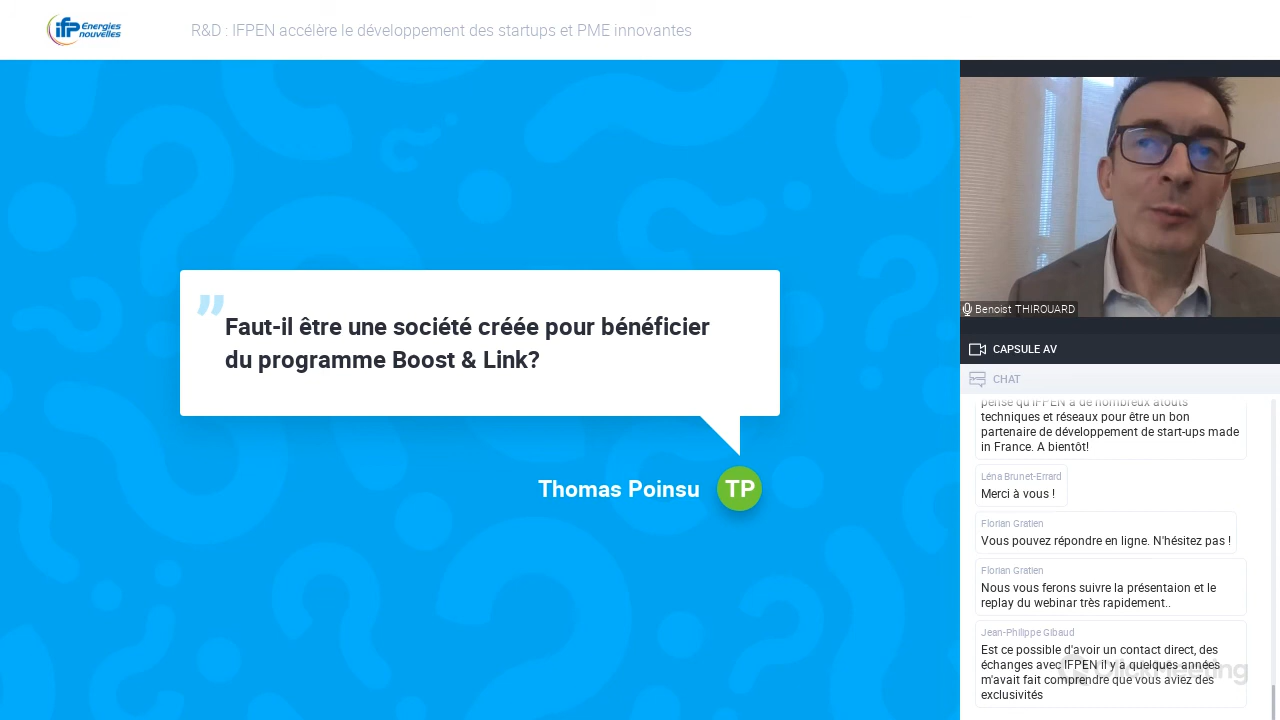 ifp Energies
nouvelles
R&D : IFPEN accélère le développement des startups et PME innovantes
Faut-il être une société créée pour bénéficier
du programme Boost & Link?
Thomas Poinsu
TP
Benoist THIROUARD
CAPSULE AV
CHAT
pense qu'IFPEN a de nombreux atouts
techniques et réseaux pour être un bon
partenaire de développement de start-ups made
in France. A bientôt!
Léna Brunet-Errard
Merci à vous !
Florian Gratien
Vous pouvez répondre en ligne. N'hésitez pas !
Florian Gratien
Nous vous ferons suivre la présentaion et le
replay du webinar très rapidement..
Jean-Philippe Gibaud
Est ce possible d'avoir un contact direct, des
échanges avec IFPEN il y a quelques années
m'avait fait comprendre que vous aviez des
exclusivités
ClickMeeting